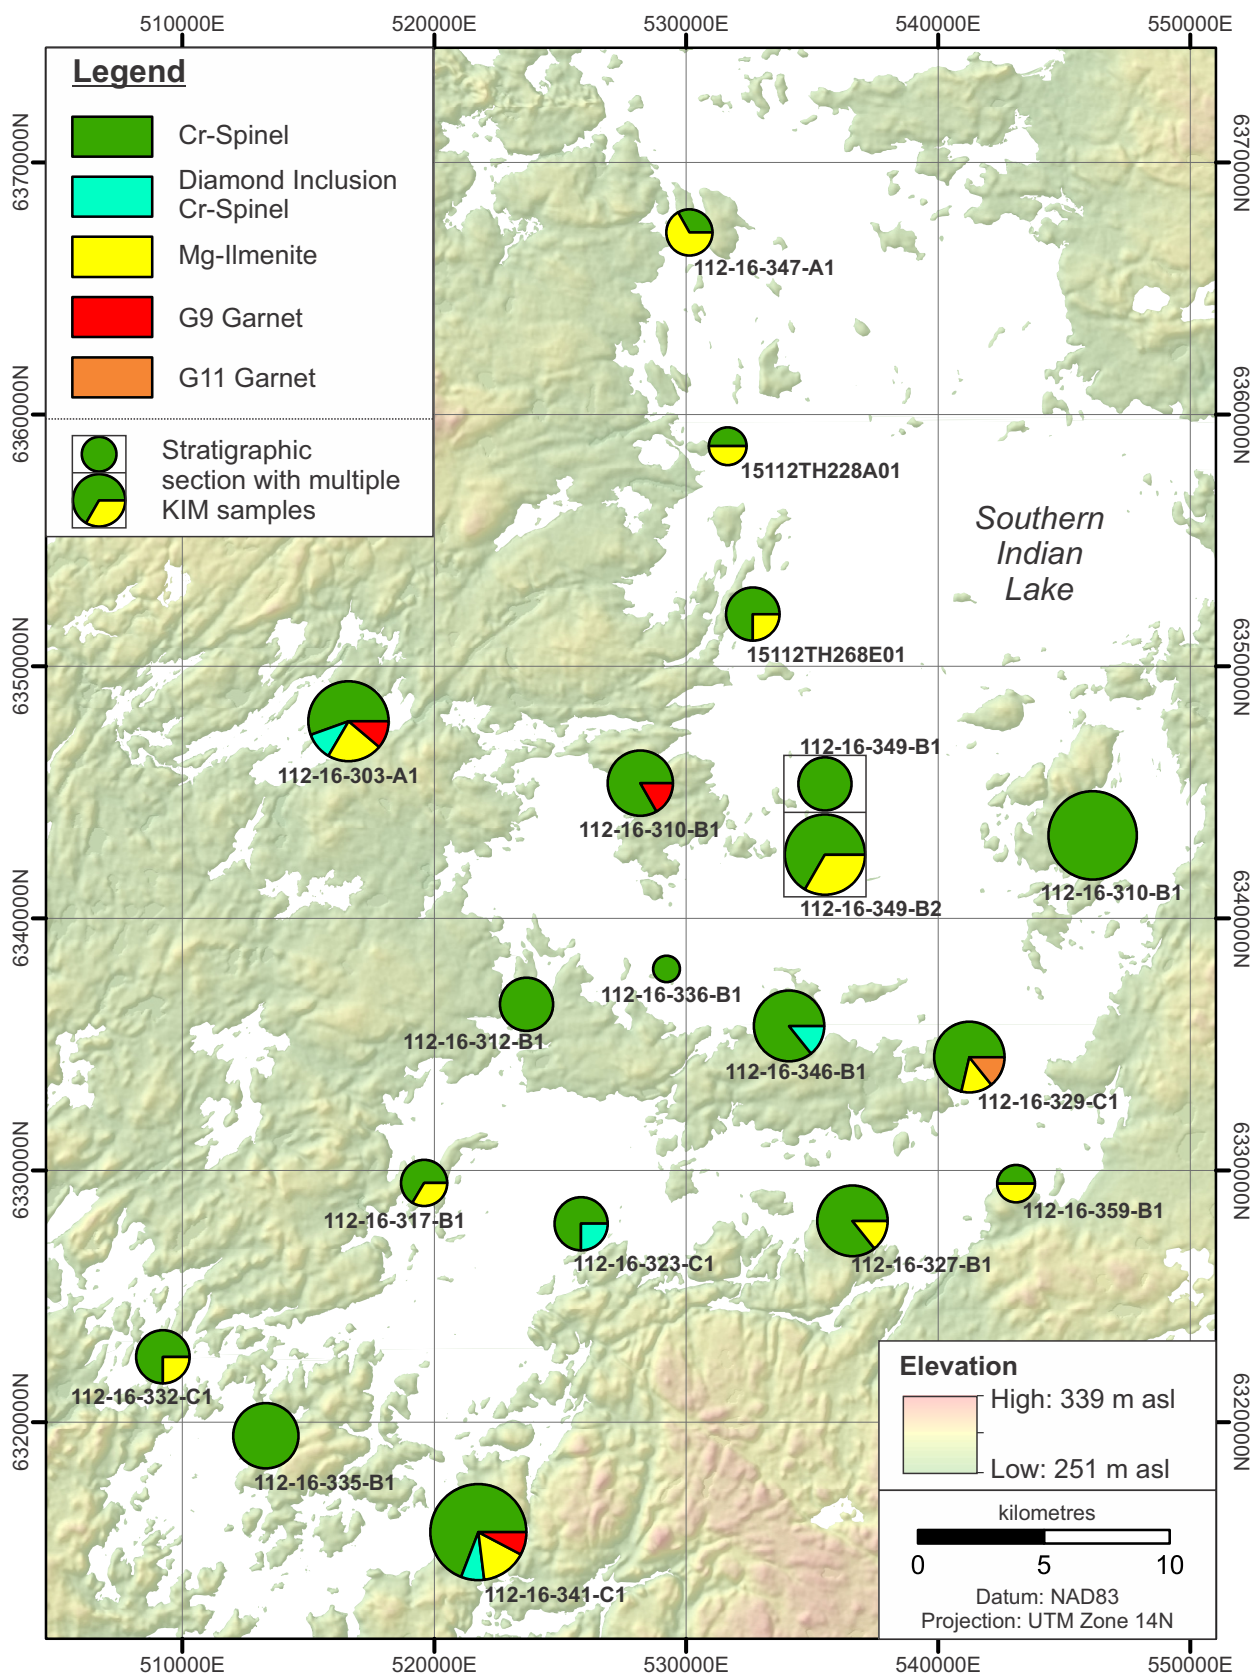 510000E
520000E
530000E
540000E
550000E
Legend
Cr-Spinel
Diamond Inclusion
Cr-Spinel
Mg-Ilmenite
G9 Garnet
G11 Garnet
Stratigraphic
section with multiple
KIM samples
6370000N
6370000N
112-16-347-A1
6360000N
6360000N
15112TH228A01
Southern
Indian
Lake
15112TH268E01
6350000N
6350000N
112-16-303-A1
112-16-349-B1
112-16-310-B1
112-16-310-B1
112-16-349-B2
6340000N
6340000N
112-16-336-B1
112-16-312-B1
112-16-346-B1
112-16-329-C1
6330000N
6330000N
112-16-317-B1
112-16-359-B1
112-16-323-C1
112-16-327-B1
112-16-332-C1
6320000N
6320000N
112-16-335-B1
112-16-341-C1
Elevation
High: 339 m asl
Low: 251 m asl
kilometres
0 5 10
Datum: NAD83
Projection: UTM Zone 14N
510000E
520000E
530000E
540000E
550000E